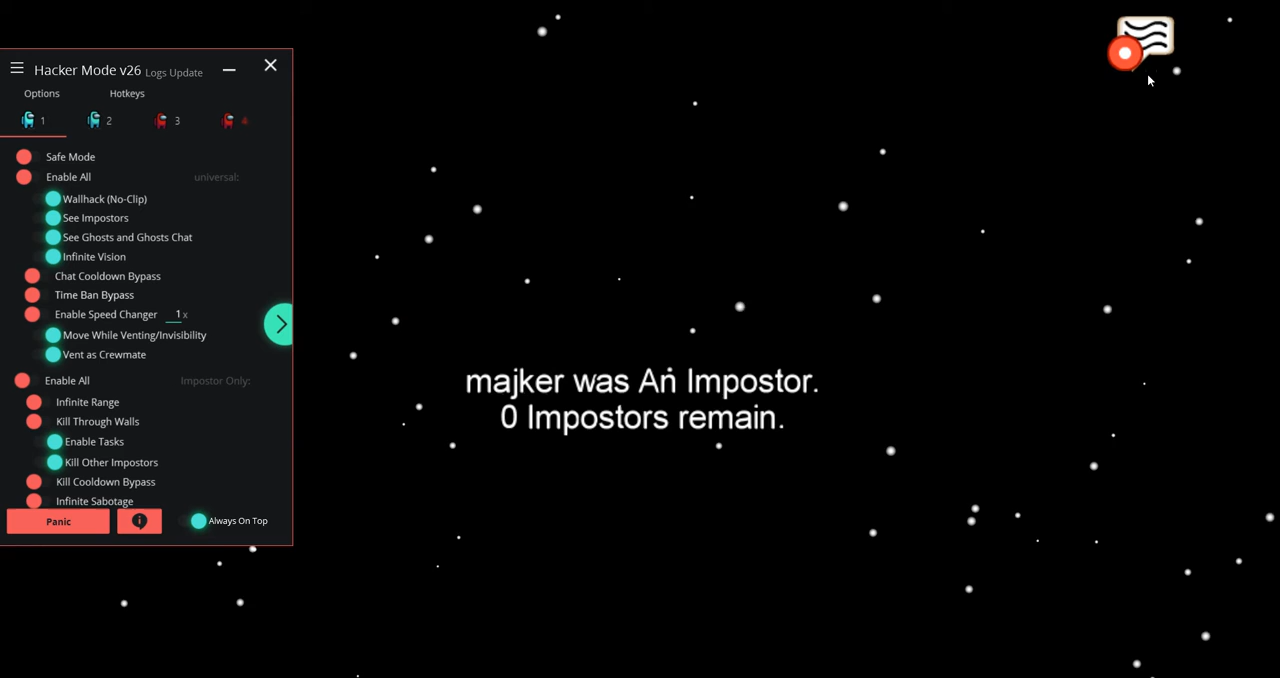 Hacker Mode v26 Logs Update
Options Hotkeys
1 2 3 4
Safe Mode
Enable All universal:
Wallhack (No-Clip)
See Impostors
See Ghosts and Ghosts Chat
Infinite Vision
Chat Cooldown Bypass
Time Ban Bypass
Enable Speed Changer 1x
Move While Venting/Invisibility
Vent as Crewmate
Enable All Impostor Only:
Infinite Range
Kill Through Walls
Enable Tasks
Kill Other Impostors
Kill Cooldown Bypass
Infinite Sabotage
Panic Always On Top
majker was Aṅ Impostor.
0 Impostors remain.